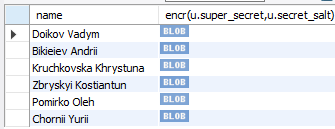 name encr(u.super_secret,u.secret_salt)
Doikov Vadym BLOB
Bikieiev Andrii BLOB
Kruchkovska Khrystuna BLOB
Zbryskyi Kostiantun BLOB
Pomirko Oleh BLOB
Chornii Yurii BLOB